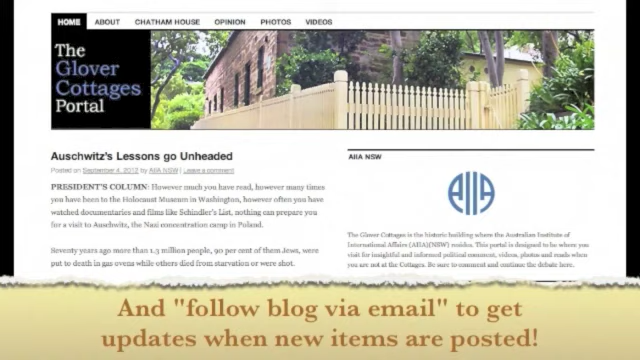 HOME ABOUT CHATHAM HOUSE OPINION PHOTOS VIDEOS
The
Glover
Cottages
Portal
Auschwitz's Lessons go Unheaded
Posted on September 4, 2012 by AIIA NSW | Leave a comment
PRESIDENT'S COLUMN: However much you have read, however many times
you have been to the Holocaust Museum in Washington, however often you have
watched documentaries and films like Schindler's List, nothing can prepare you
for a visit to Auschwitz, the Nazi concentration camp in Poland.
Seventy years ago more than 1.3 million people, 90 per cent of them Jews, were
put to death in gas ovens while others died from starvation or were shot.
AIIA NSW
AIIA
The Glover Cottages is the historic building where the Australian Institute of
International Affairs (AIIA)(NSW) resides. This portal is designed to be where you
visit for insightful and informed political comment, videos, photos and news when
you are not at the Cottages. Be sure to comment and continue the debate here.
And "follow blog via email" to get
updates when new items are posted!